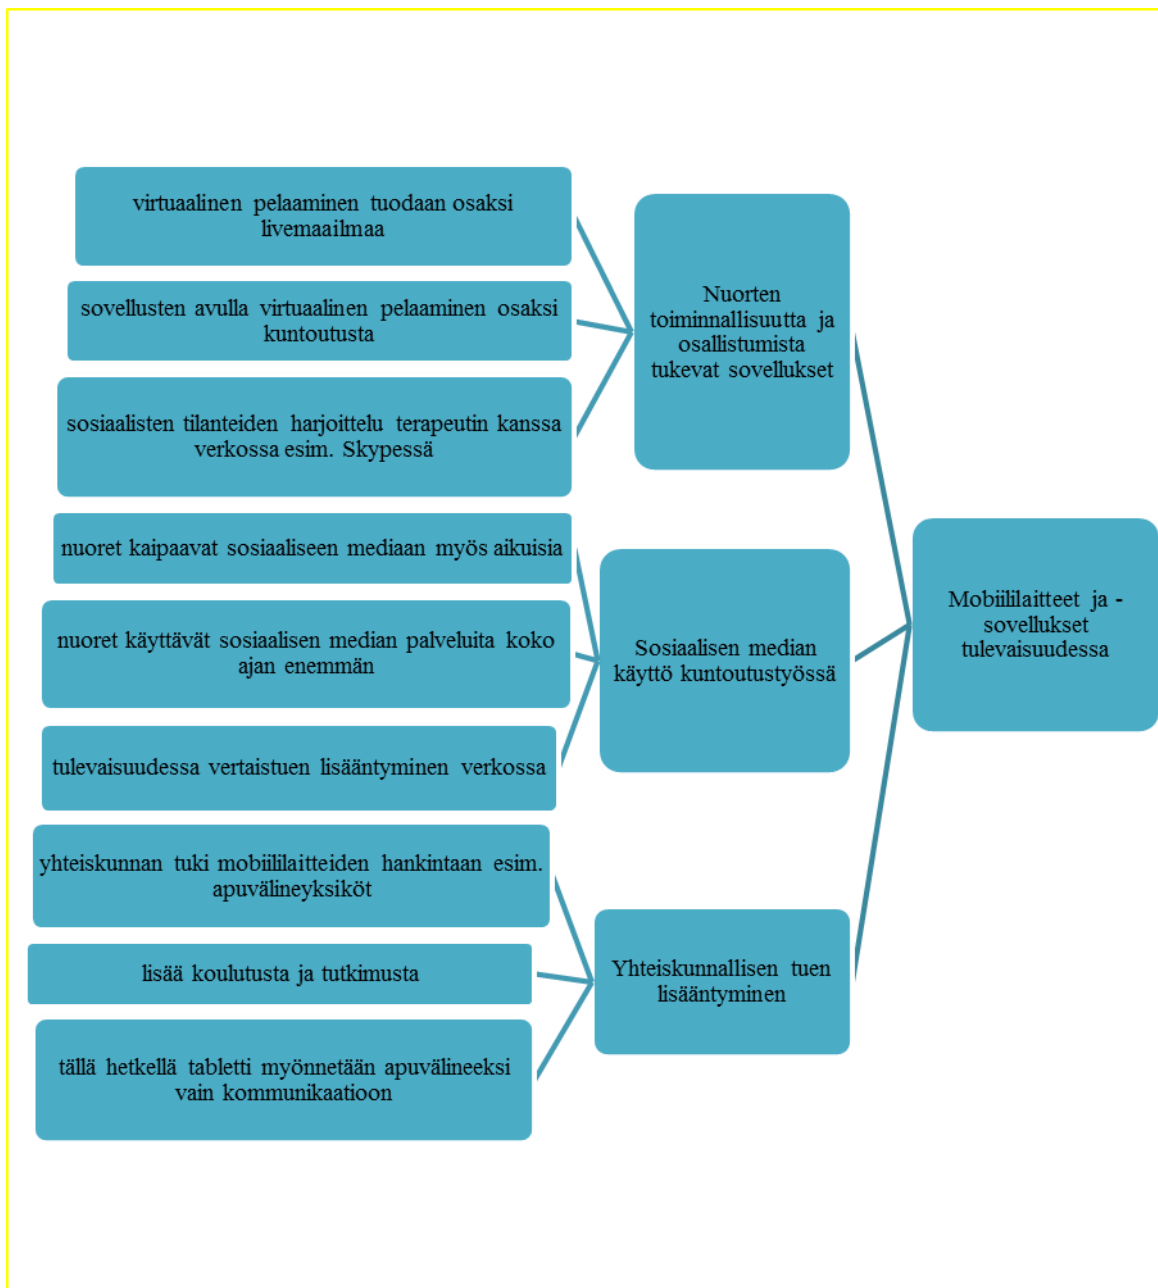 virtuaalinen pelaaminen tuodaan osaksi
livemaailmaa
sovellusten avulla virtuaalinen pelaaminen osaksi
kuntoutusta
sosiaalisten tilanteiden harjoittelu terapeutin kanssa
verkossa esim. Skypessä
Nuorten
toiminnallisuutta ja
osallistumista
tukevat sovellukset
nuoret kaipaavat sosiaaliseen mediaan myös aikuisia
nuoret käyttävät sosiaalisen median palveluita koko
ajan enemmän
tulevaisuudessa vertaistuen lisääntyminen verkossa
Sosiaalisen median
käyttö kuntoutustyössä
yhteiskunnan tuki mobiililaitteiden hankintaan esim.
apuvälineyksiköt
lisää koulutusta ja tutkimusta
tällä hetkellä tabletti myönnetään apuvälineeksi
vain kommunikaatioon
Yhteiskunnallisen tuen
lisääntyminen
Mobiililaitteet ja -
sovellukset
tulevaisuudessa